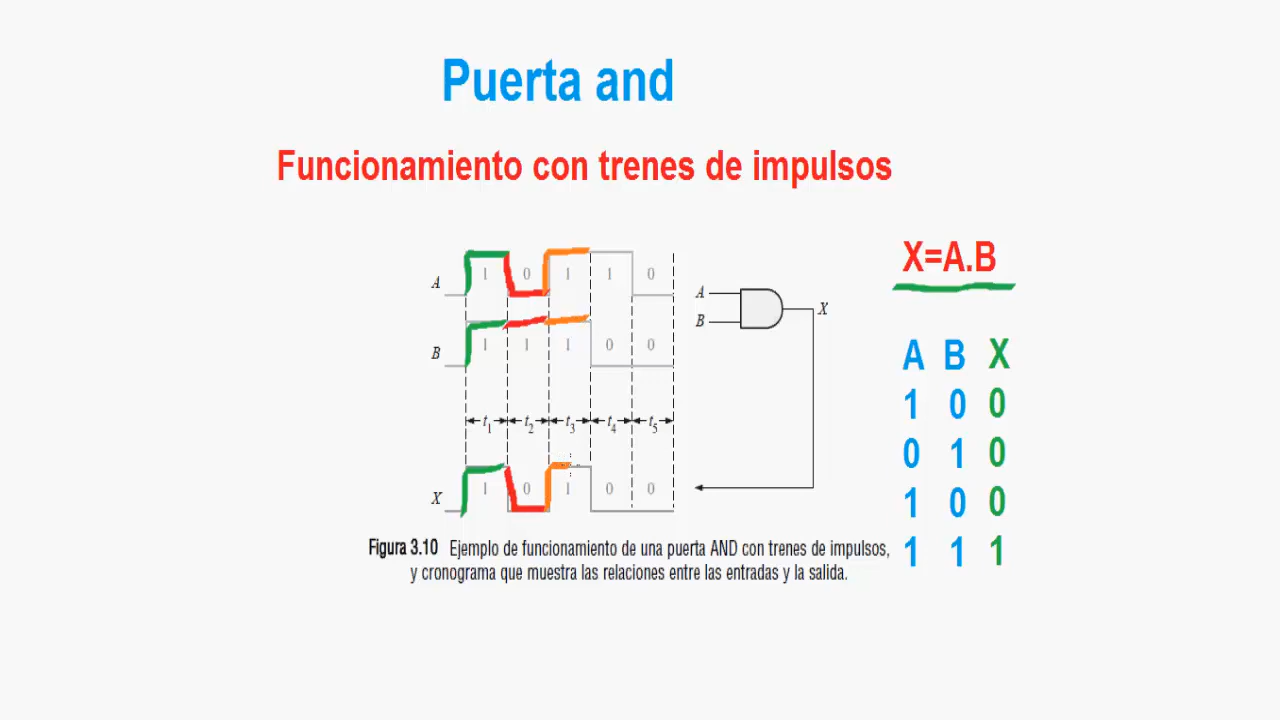 Puerta and
Funcionamiento con trenes de impulsos
A 1 0 1 1 0
B 1 1 1 0 0
t1 t2 t3 t4 t5
X 1 0 1 0 0
A
B
X
Figura 3.10 Ejemplo de funcionamiento de una puerta AND con trenes de impulsos,
y cronograma que muestra las relaciones entre las entradas y la salida.
X=A.B
A B X
1 0 0
0 1 0
1 0 0
1 1 1